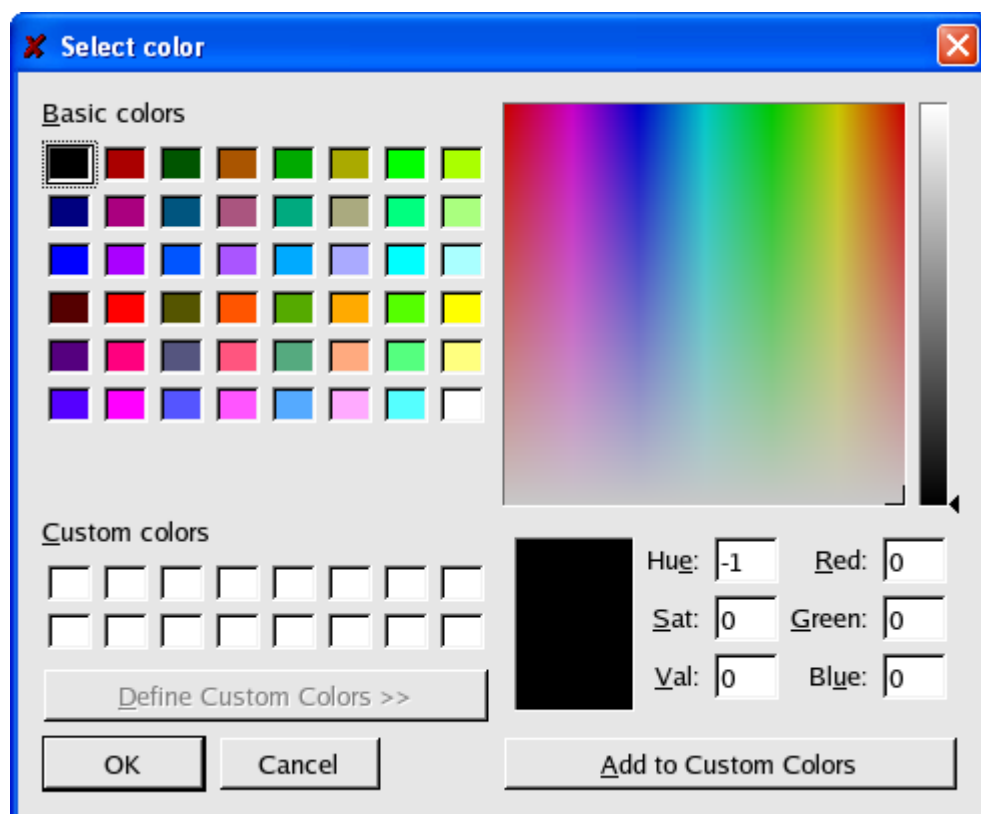 Select color
Basic colors
Custom colors
Hue: -1 Red: 0
Sat: 0 Green: 0
Val: 0 Blue: 0
Define Custom Colors >>
OK Cancel Add to Custom Colors